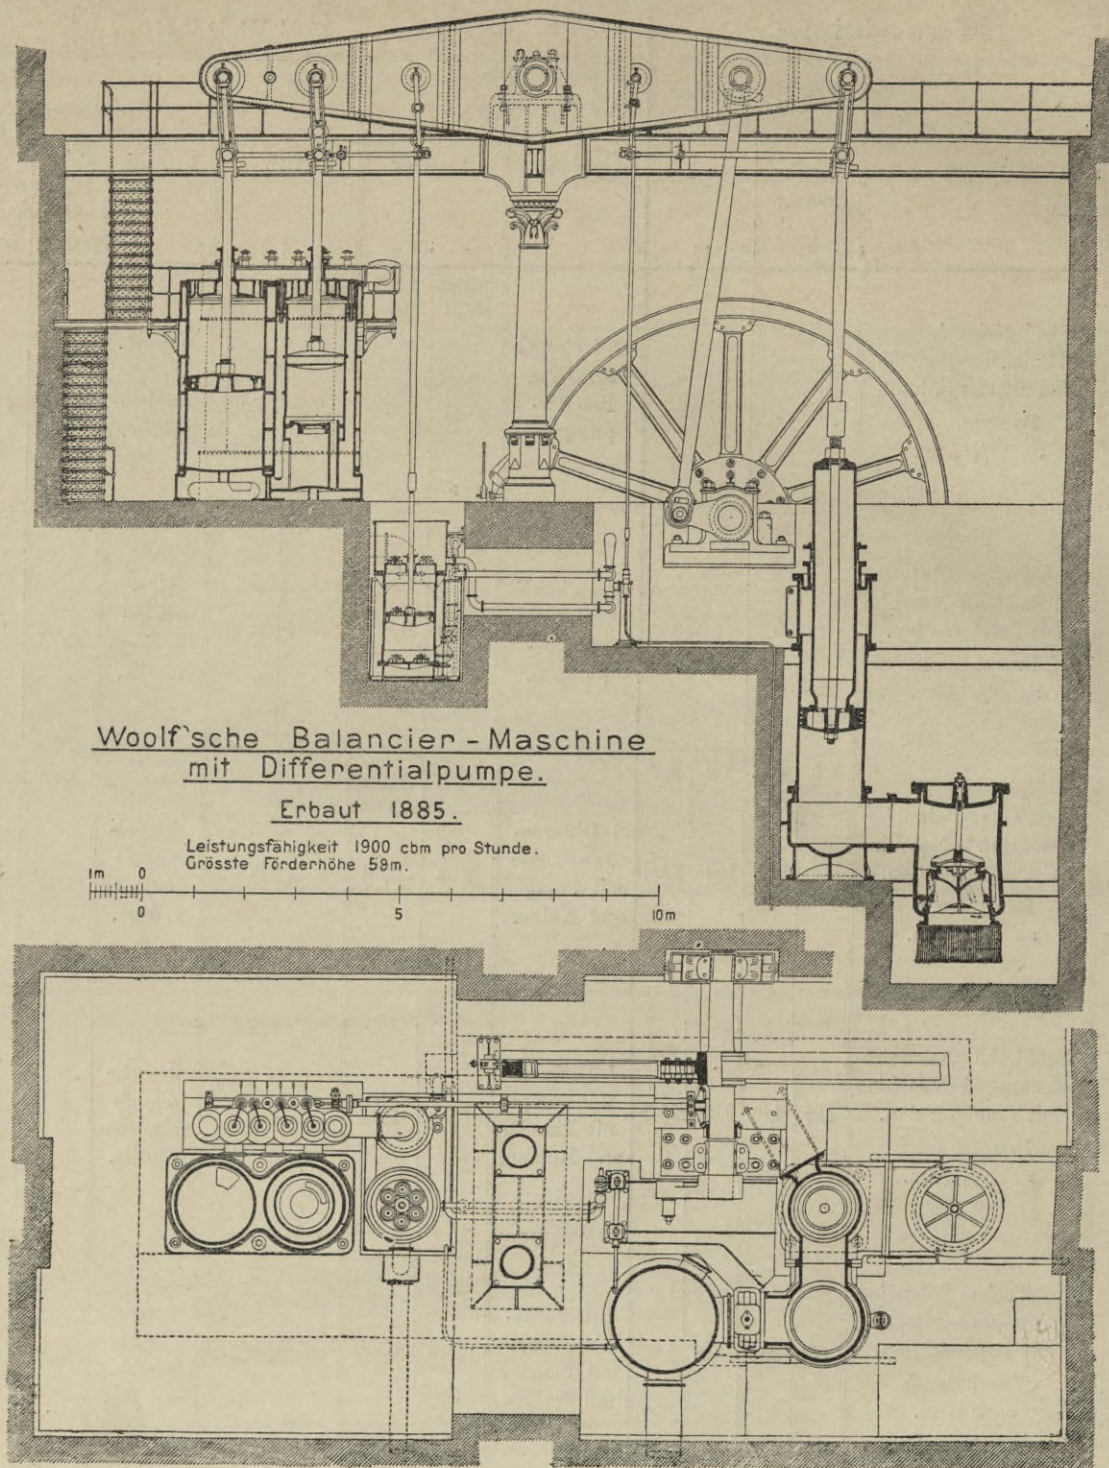 Woolf'sche Balancier-Maschine
mit Differentialpumpe.
Erbaut 1885.
Leistungsfähigkeit 1900 cbm pro Stunde.
Grösste Förderhöhe 58m.
1m 0
0 5 10m